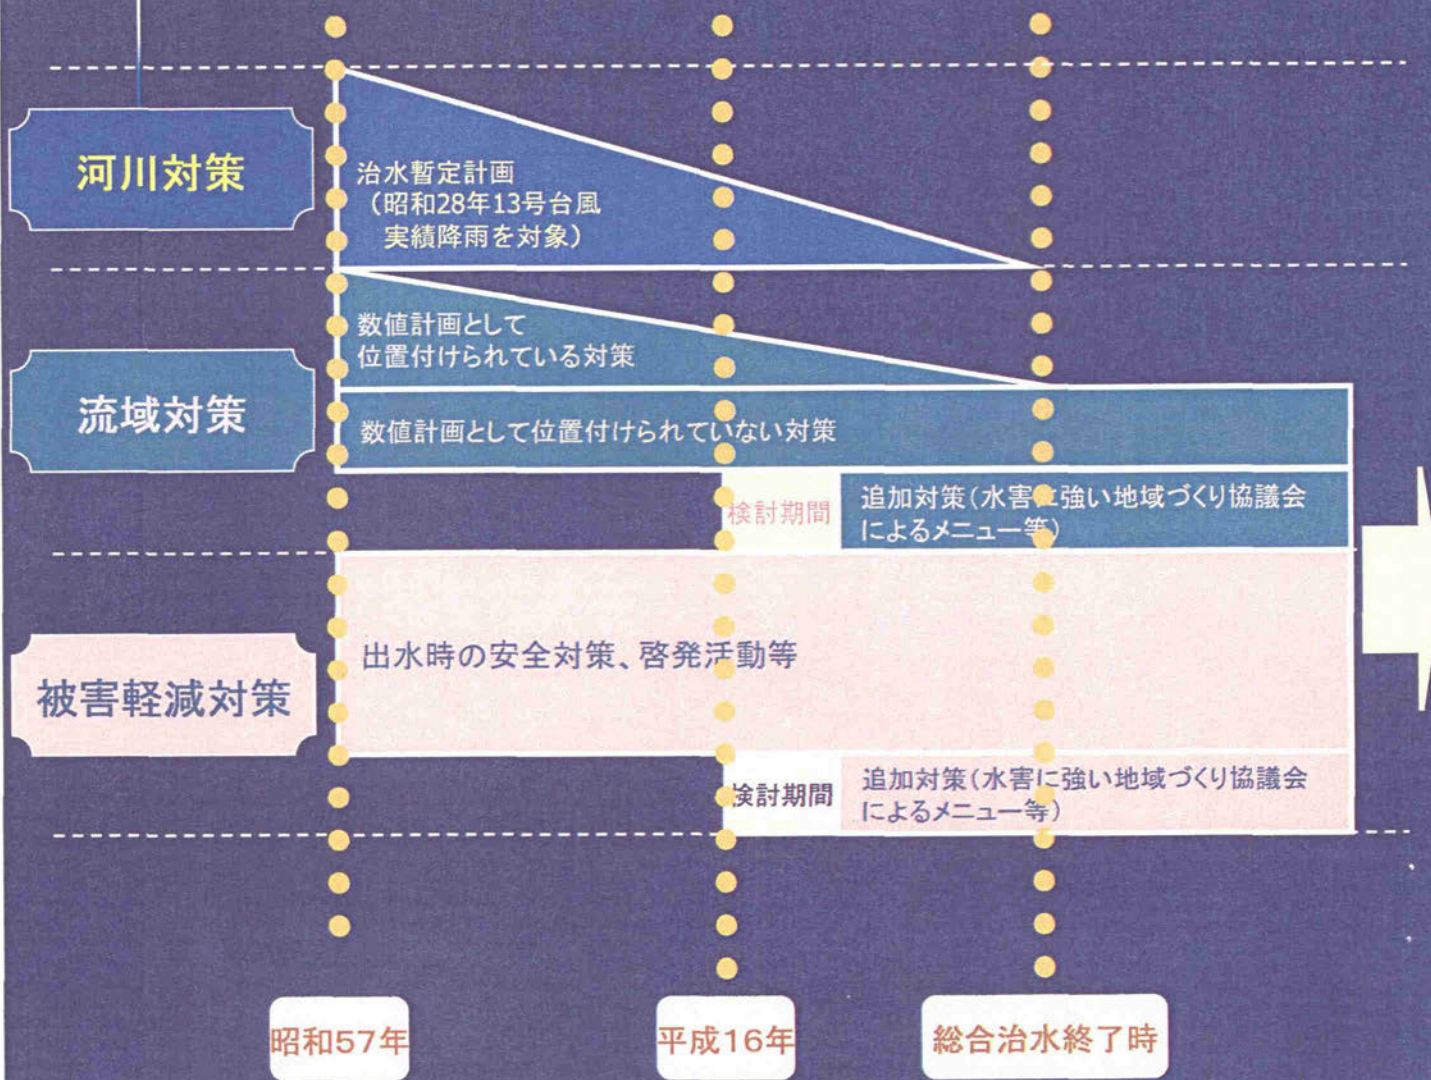 河川対策
治水暫定計画
（昭和28年13号台風
実績降雨を対象）
流域対策
数値計画として
位置付けられている対策
数値計画として位置付けられていない対策
検討期間
追加対策（水害に強い地域づくり協議会
によるメニュー等）
被害軽減対策
出水時の安全対策、啓発活動等
検討期間
追加対策（水害に強い地域づくり協議会
によるメニュー等）
昭和57年
平成16年
総合治水終了時